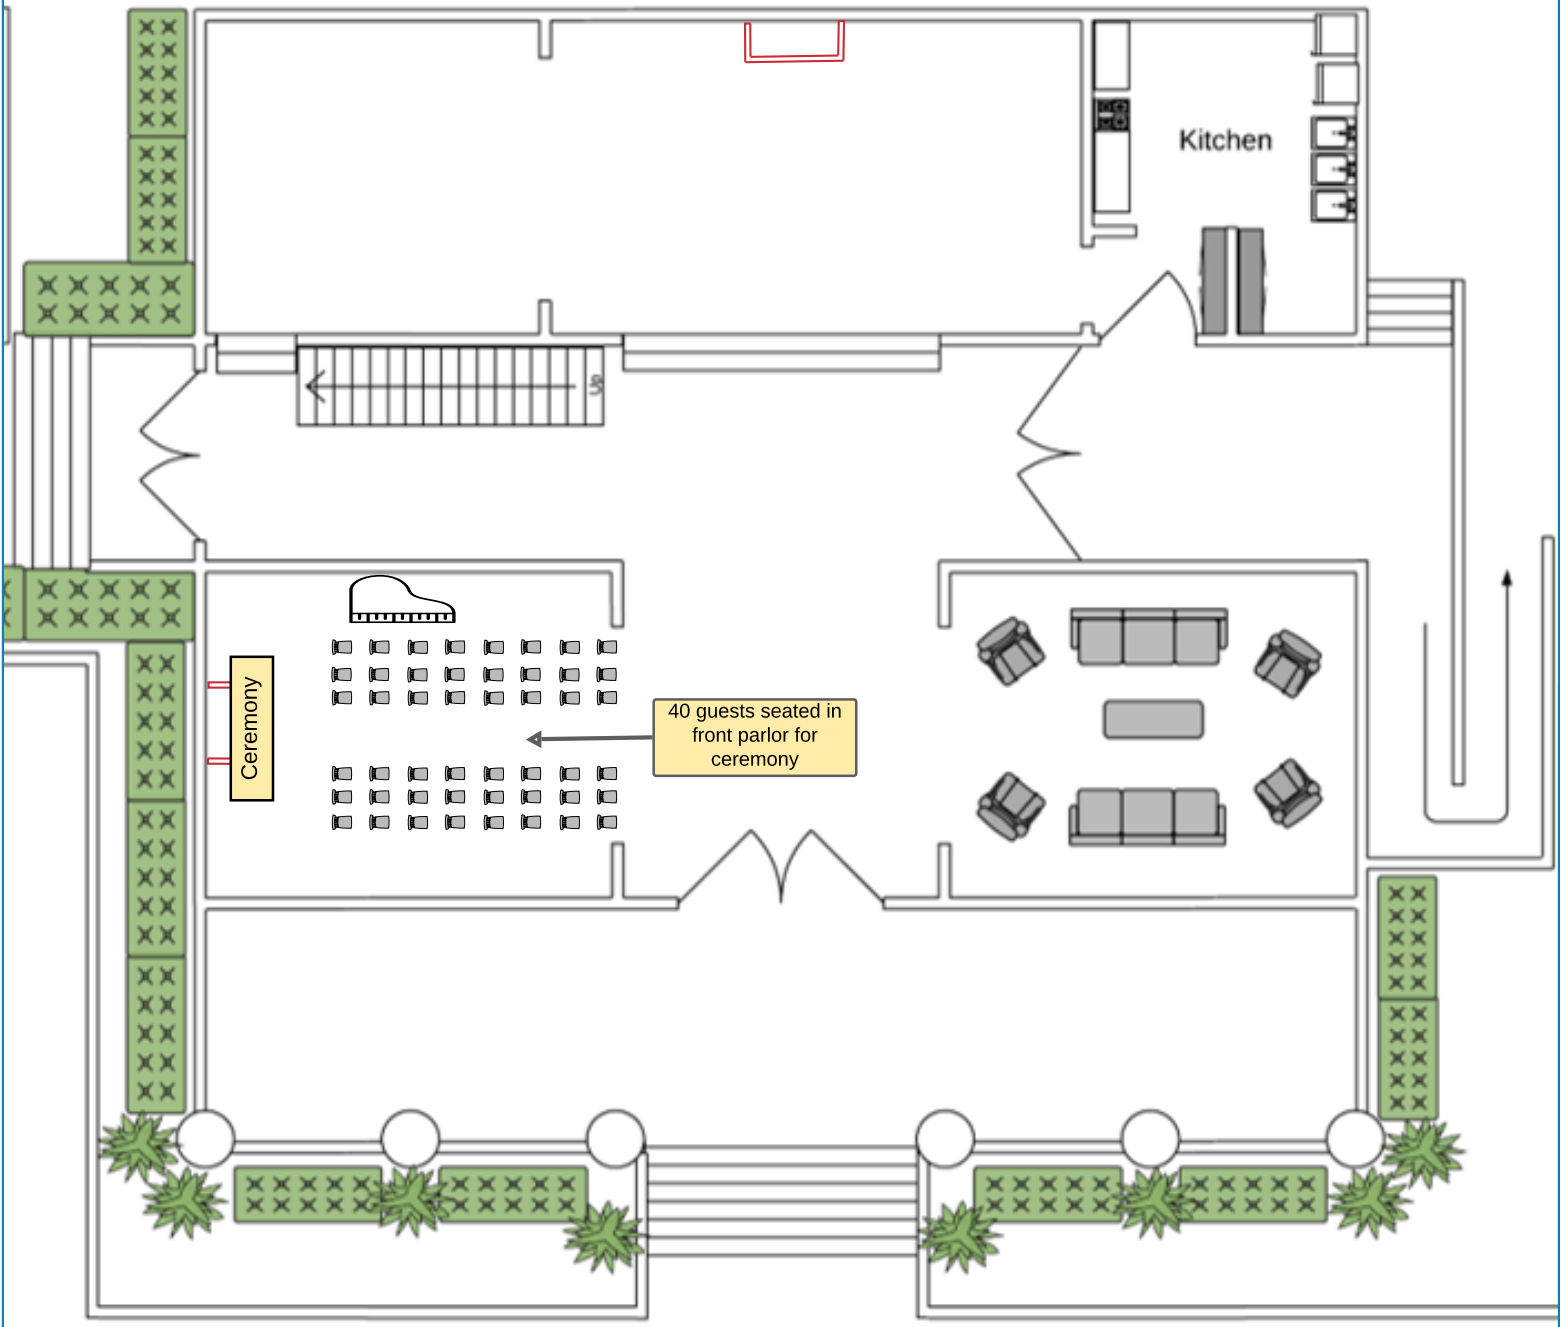 Kitchen
Up
Ceremony
40 guests seated in
front parlor for
ceremony